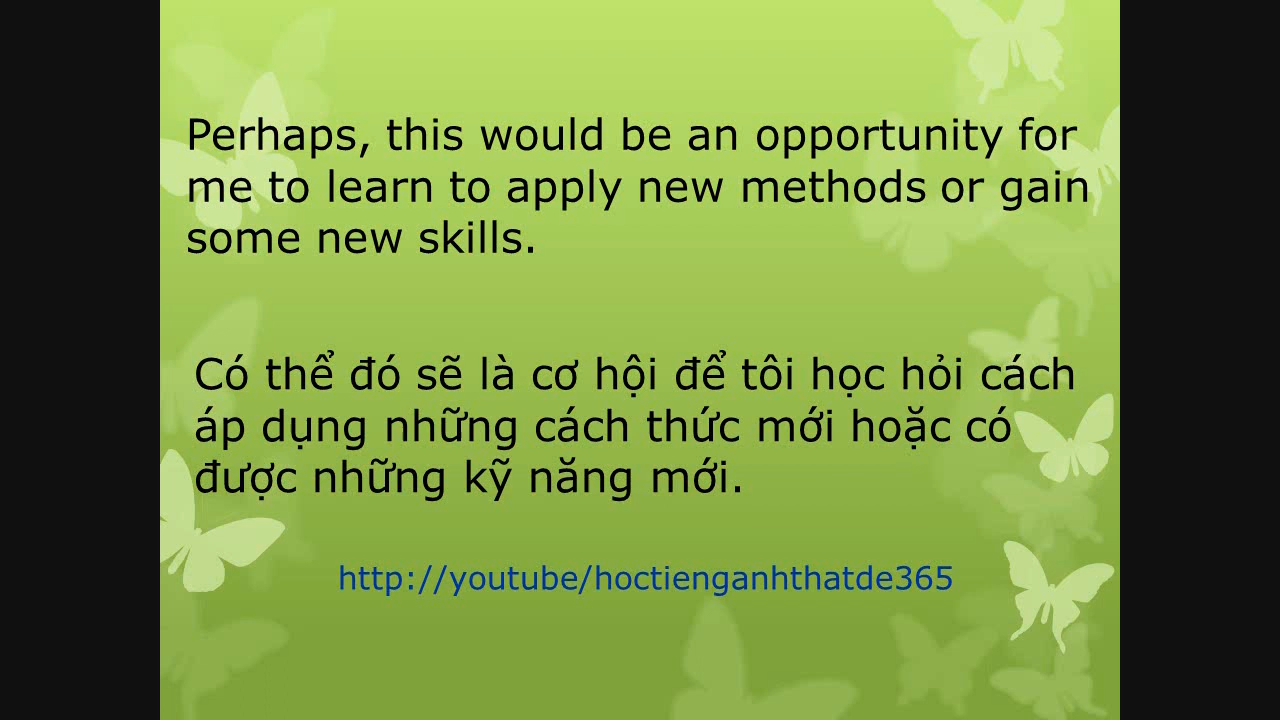 Perhaps, this would be an opportunity for
me to learn to apply new methods or gain
some new skills.
Có thể đó sẽ là cơ hội để tôi học hỏi cách
áp dụng những cách thức mới hoặc có
được những kỹ năng mới.
http://youtube/hoctienganhthatde365